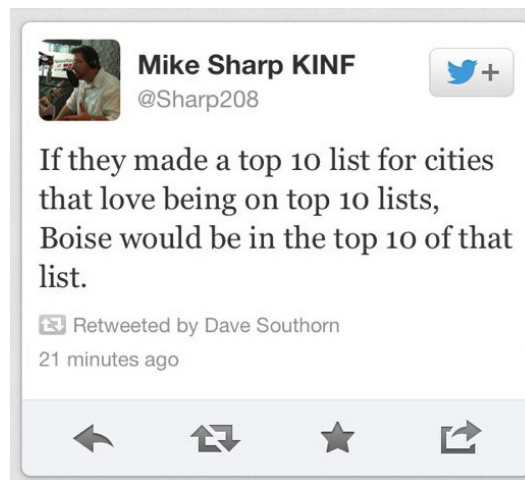 Mike Sharp KINF
@Sharp208
If they made a top 10 list for cities
that love being on top 10 lists,
Boise would be in the top 10 of that
list.
Retweeted by Dave Southorn
21 minutes ago